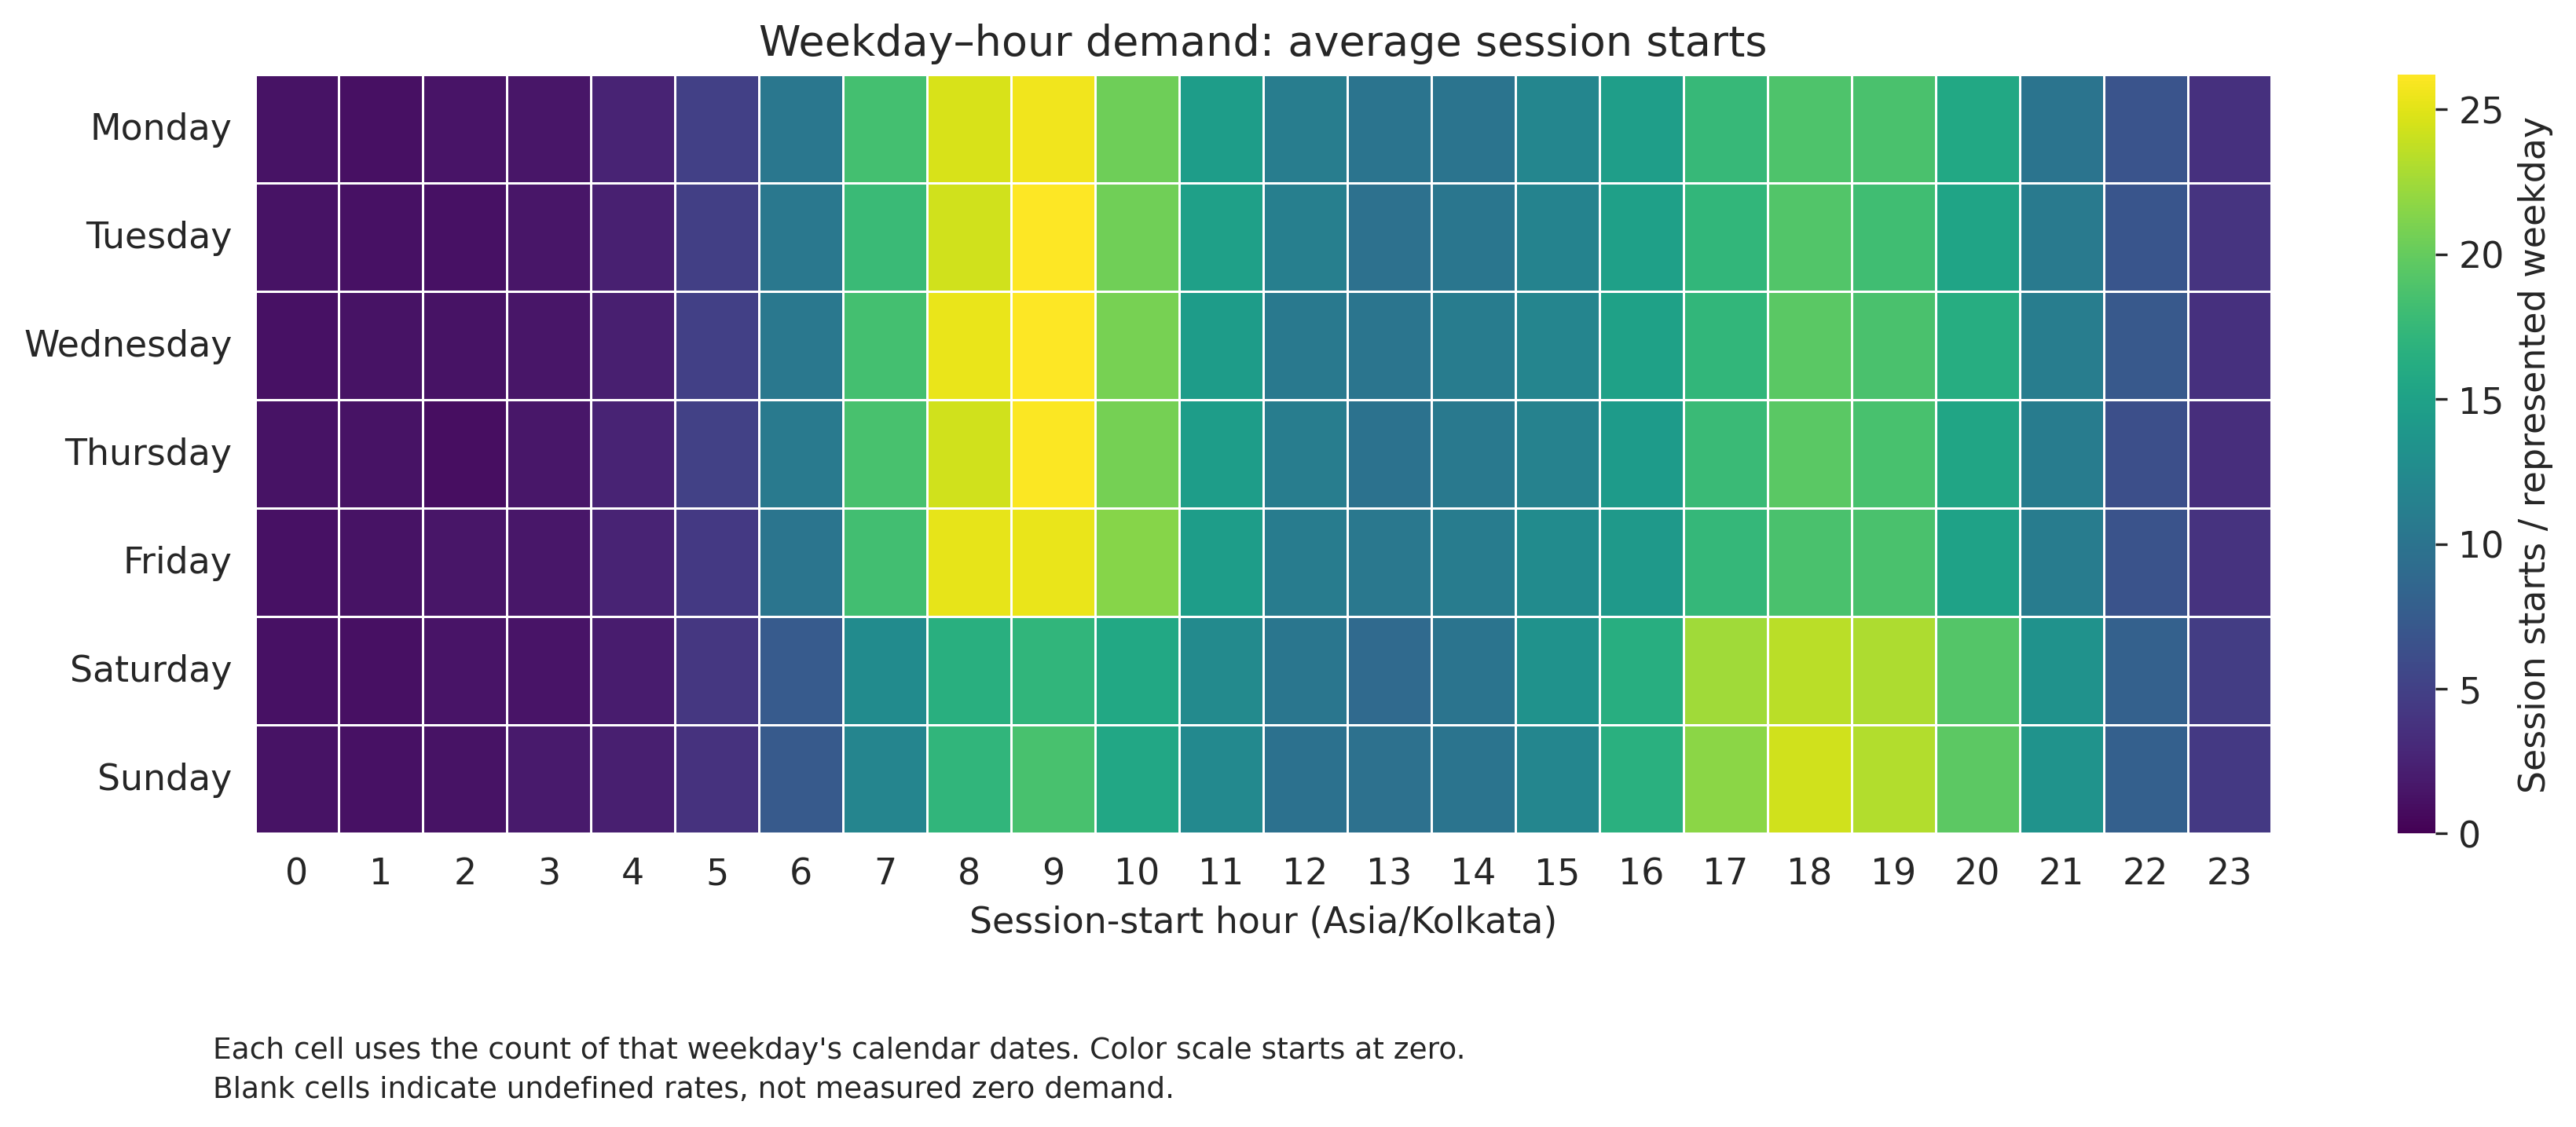 Weekday–hour demand: average session starts
Monday
Tuesday
Wednesday
Thursday
Friday
Saturday
Sunday
0 1 2 3 4 5 6 7 8 9 10 11 12 13 14 15 16 17 18 19 20 21 22 23
Session-start hour (Asia/Kolkata)
25
20
15
10
5
0
Session starts / represented weekday
Each cell uses the count of that weekday's calendar dates. Color scale starts at zero.
Blank cells indicate undefined rates, not measured zero demand.